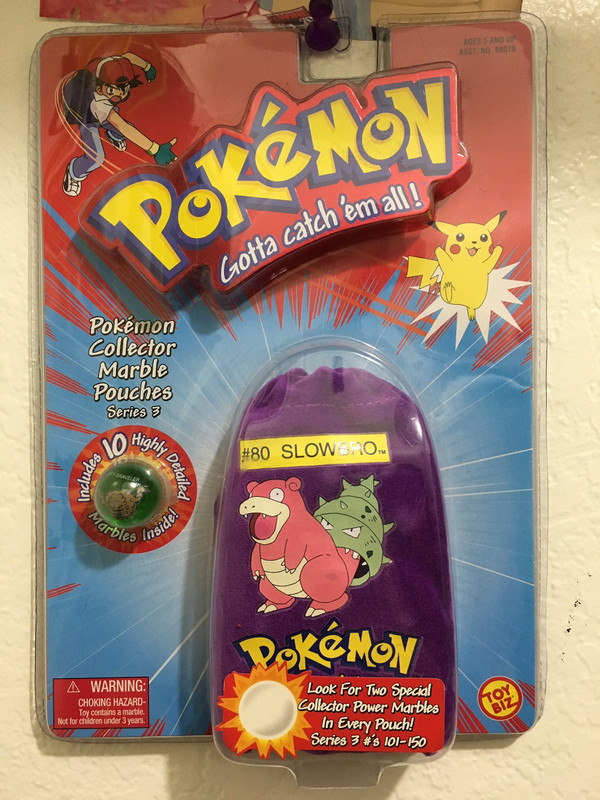 AGES 5 AND UP
ASST. NO. 98078
POKéMON
Gotta catch 'em all!
Pokémon
Collector
Marble
Pouches
Series 3
Includes 10 Highly Detailed
Marbles Inside!
GRAVELER
#80 SLOWBRO™
POKéMON
Look For Two Special
Collector Power Marbles
In Every Pouch!
Series 3 #'s 101-150
TOY
BIZ
WARNING:
CHOKING HAZARD-
Toy contains a marble.
Not for children under 3 years.